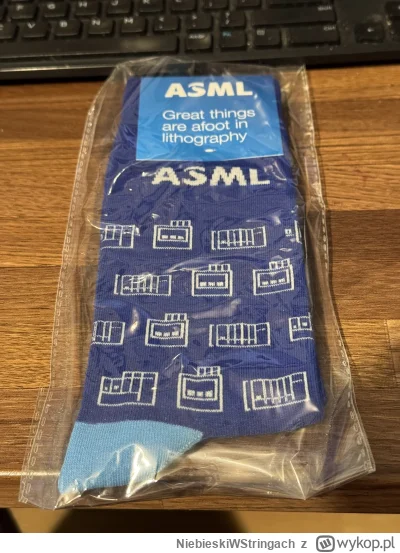 ASML
Great things
are afoot in
lithography
ASML
NiebieskiWStringach z wykop.pl